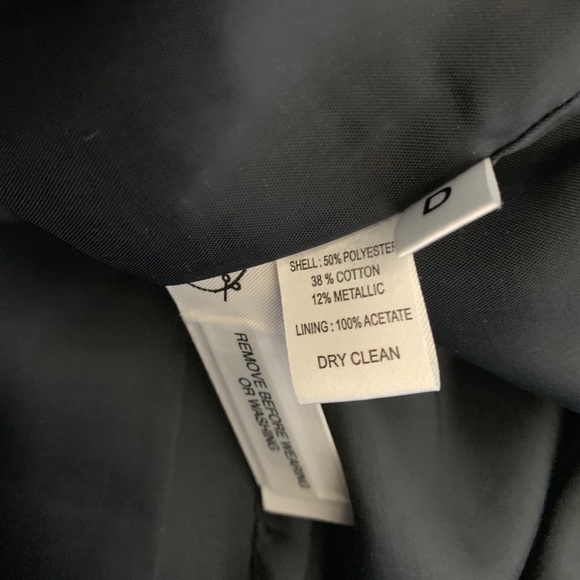 D
SHELL : 50% POLYESTER
38 % COTTON
12% METALLIC
LINING : 100% ACETATE
DRY CLEAN
REMOVE BEFORE WEARING
OR WASHING